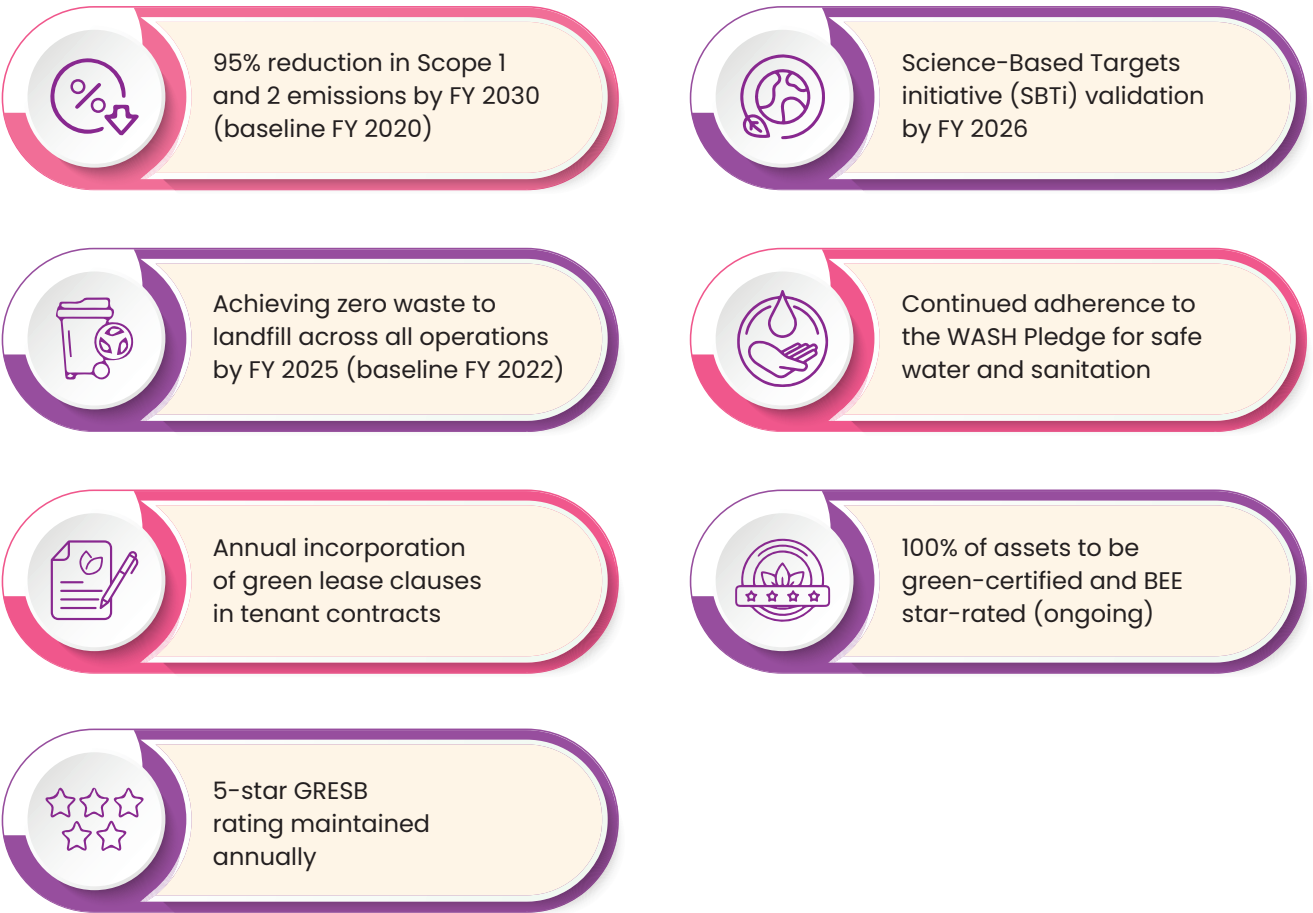 95% reduction in Scope 1
and 2 emissions by FY 2030
(baseline FY 2020)
Science-Based Targets
initiative (SBTi) validation
by FY 2026
Achieving zero waste to
landfill across all operations
by FY 2025 (baseline FY 2022)
Continued adherence to
the WASH Pledge for safe
water and sanitation
Annual incorporation
of green lease clauses
in tenant contracts
100% of assets to be
green-certified and BEE
star-rated (ongoing)
5-star GRESB
rating maintained
annually